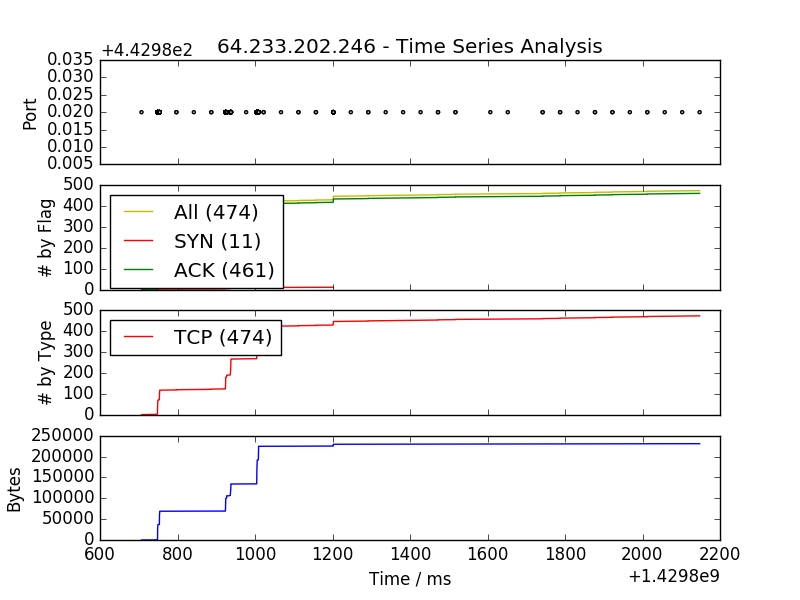 +4.4298e2 64.233.202.246 - Time Series Analysis
Port
0.035
0.030
0.025
0.020
0.015
0.010
0.005
# by Flag
500
400
300
200
100
0
All (474)
SYN (11)
ACK (461)
# by Type
500
400
300
200
100
0
TCP (474)
Bytes
250000
200000
150000
100000
50000
0
600 800 1000 1200 1400 1600 1800 2000 2200
Time / ms
+1.4298e9